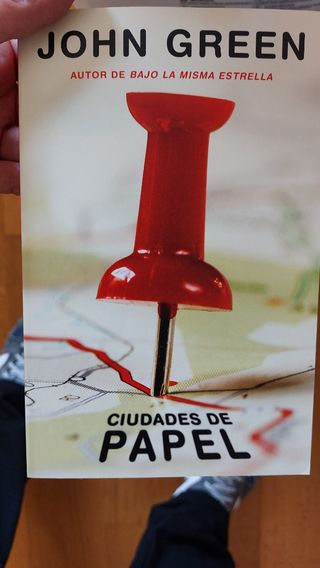 JOHN GREEN
AUTOR DE BAJO LA MISMA ESTRELLA
CIUDADES DE
PAPEL